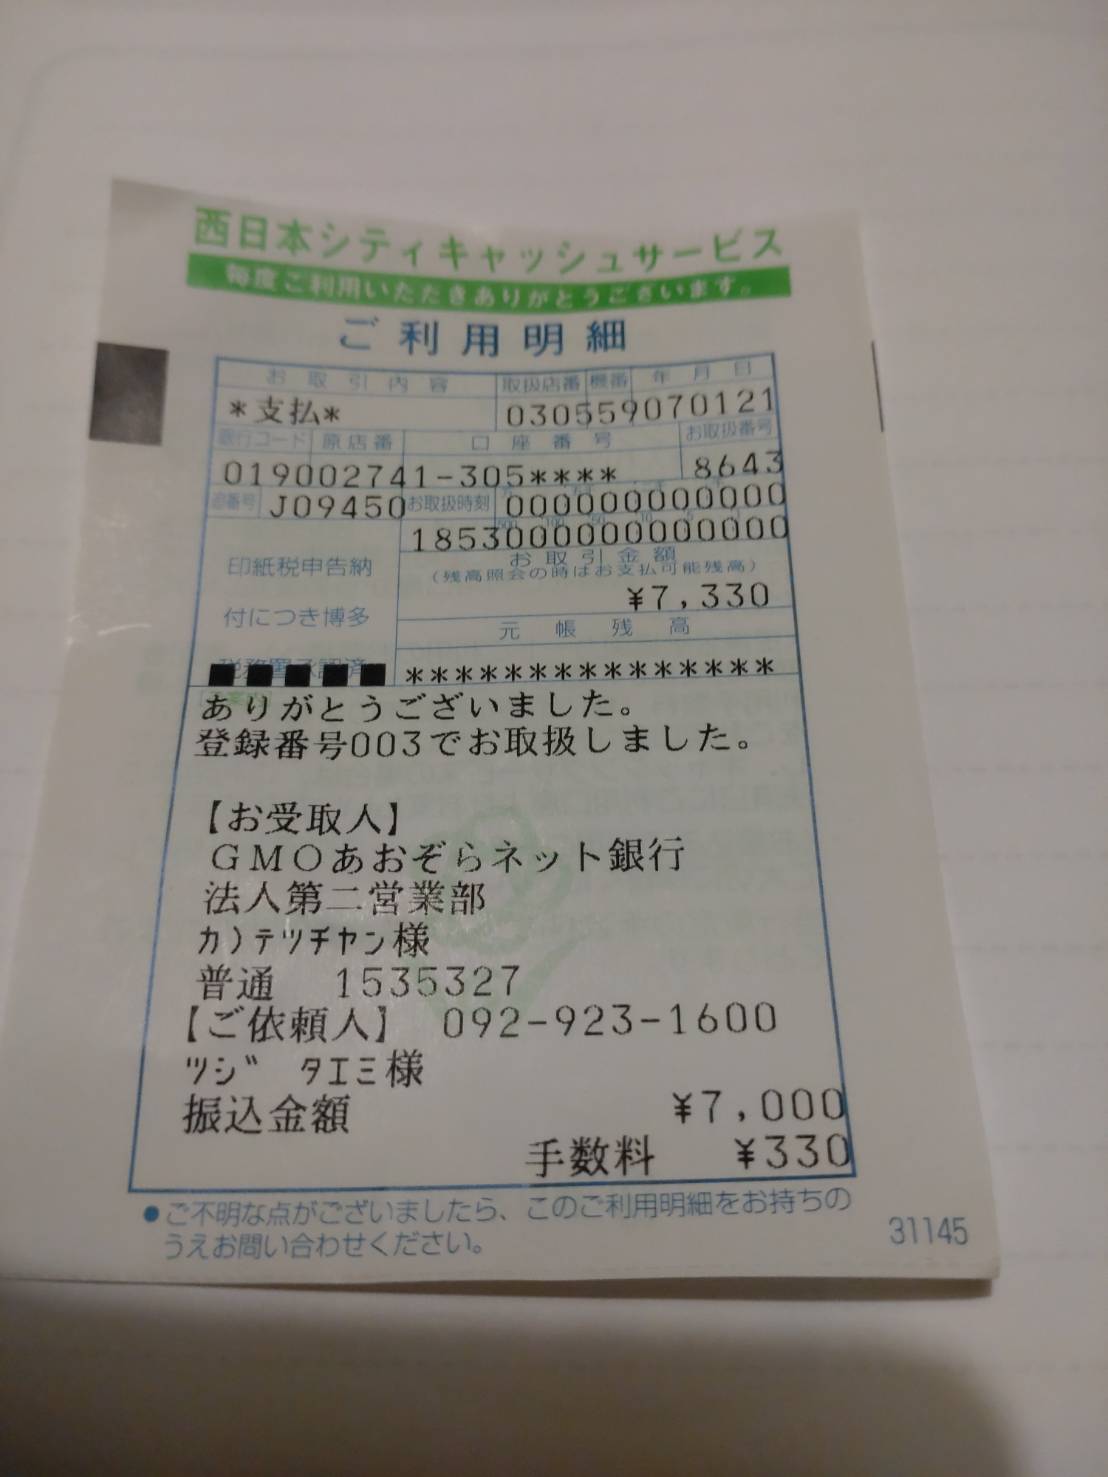 西日本シティキャッシュサービス
毎度ご利用いただきありがとうございます。
ご利用明細
お取引内容 取扱店番 機番 年月日
*支払* 030559070121
銀行コード 原店番 口座番号 お取扱番号
019002741-305**** 8643
通番号 J09450 お取扱時刻 000000000000
1853000000000000
印紙税申告納
付につき博多
税務署承認済
お取引金額
(残高照会の時はお支払可能残高)
¥7,330
元帳残高
****************
ありがとうございました。
登録番号003でお取扱しました。
【お受取人】
GMOあおぞらネット銀行
法人第二営業部
カ)テツチヤン様
普通 1535327
【ご依頼人】 092-923-1600
ツジ゛ タエミ様
振込金額 ¥7,000
手数料 ¥330
●ご不明な点がございましたら、このご利用明細をお持ちの
うえお問い合わせください。
31145